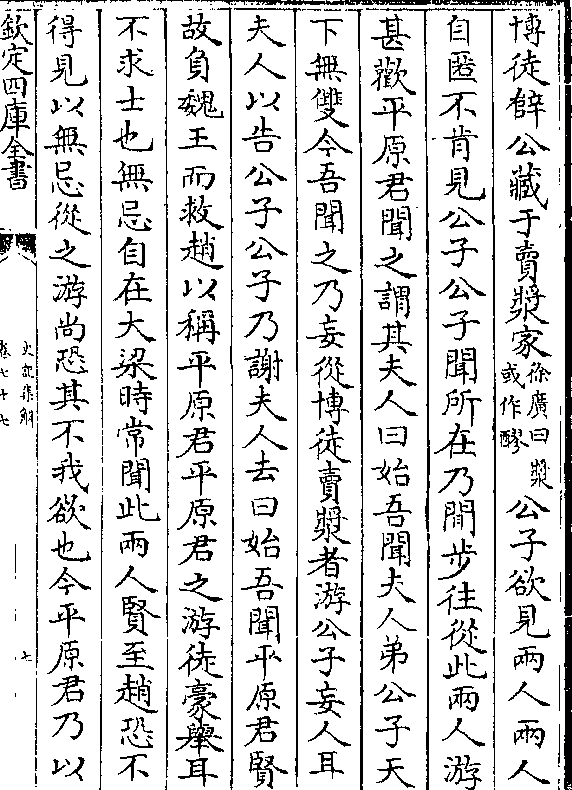 博徒薛公藏于賣漿家徐廣曰漿或作醪公子欲見兩人兩人
自匿不肯見公子公子聞所在乃間步往從此兩人游
甚歡平原君聞之謂其夫人曰始吾聞夫人弟公子天
下無雙今吾聞之乃妄從博徒賣漿者游公子妄人耳
夫人以告公子公子乃謝夫人去曰始吾聞平原君賢
故負魏王而救趙以稱平原君平原君之游徒豪舉耳
不求士也無忌自在大梁時常聞此兩人賢至趙恐不
得見以無忌從之游尚恐其不我欲也今平原君乃以
欽定四庫全書
史記集解
卷七十七
七